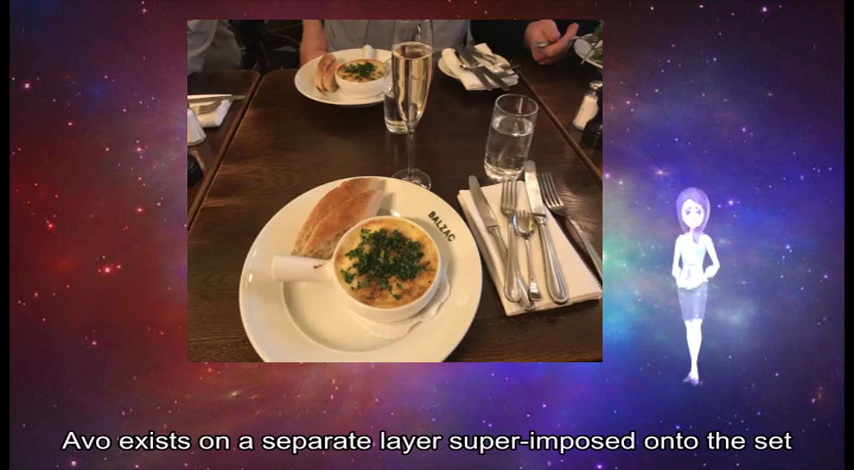 BALZAC
Avo exists on a separate layer super-imposed onto the set